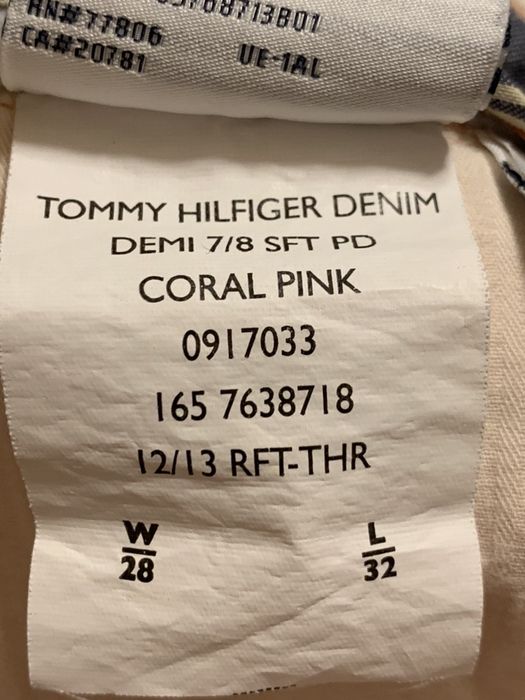 RN#77806
CA#20781
UE-1AL
TOMMY HILFIGER DENIM
DEMI 7/8 SFT PD
CORAL PINK
0917033
165 7638718
12/13 RFT-THR
W L
28 32